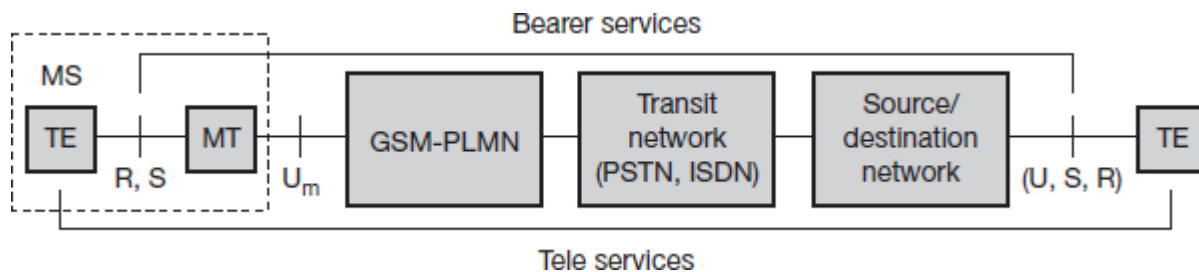 Bearer services
MS
TE
MT
GSM-PLMN
Transit
network
(PSTN, ISDN)
Source/
destination
network
TE
R, S
Um
(U, S, R)
Tele services